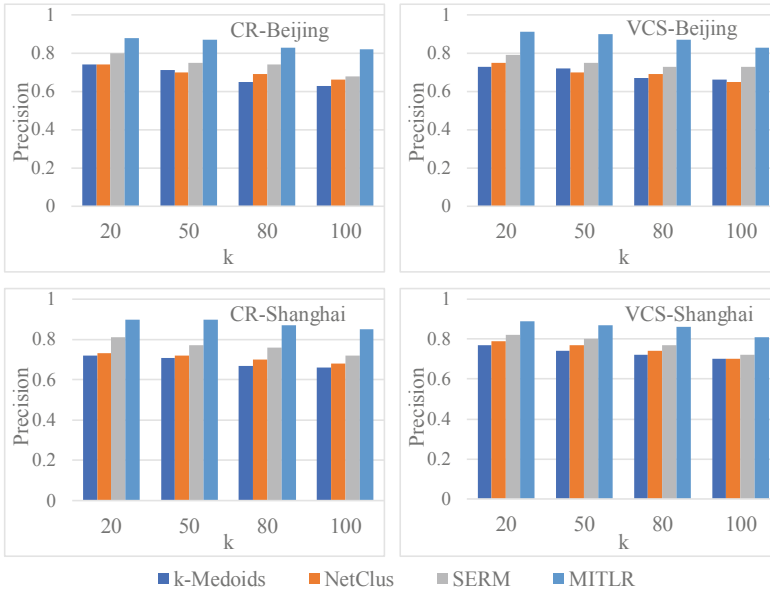 CR-Beijing
1
0.8
0.6
0.4
0.2
0
Precision
20 50 80 100
k
VCS-Beijing
1
0.8
0.6
0.4
0.2
0
Precision
20 50 80 100
k
CR-Shanghai
1
0.8
0.6
0.4
0.2
0
Precision
20 50 80 100
k
VCS-Shanghai
1
0.8
0.6
0.4
0.2
0
Precision
20 50 80 100
k
k-Medoids NetClus SERM MITLR